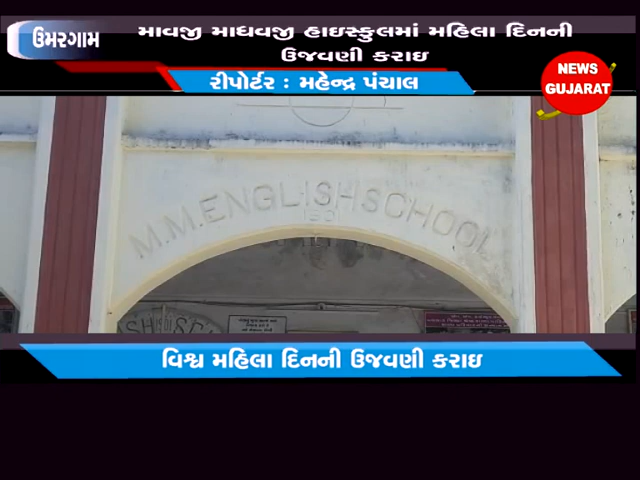 ઉમરગામ
માવજી માધવજી હાઇસ્કુલમાં મહિલા દિનની
ઉજવણી કરાઇ
રીપોર્ટર : મહેન્દ્ર પંચાલ
NEWS
GUJARAT
M.M. ENGLISH SCHOOL
વિશ્વ મહિલા દિનની ઉજવણી કરાઇ